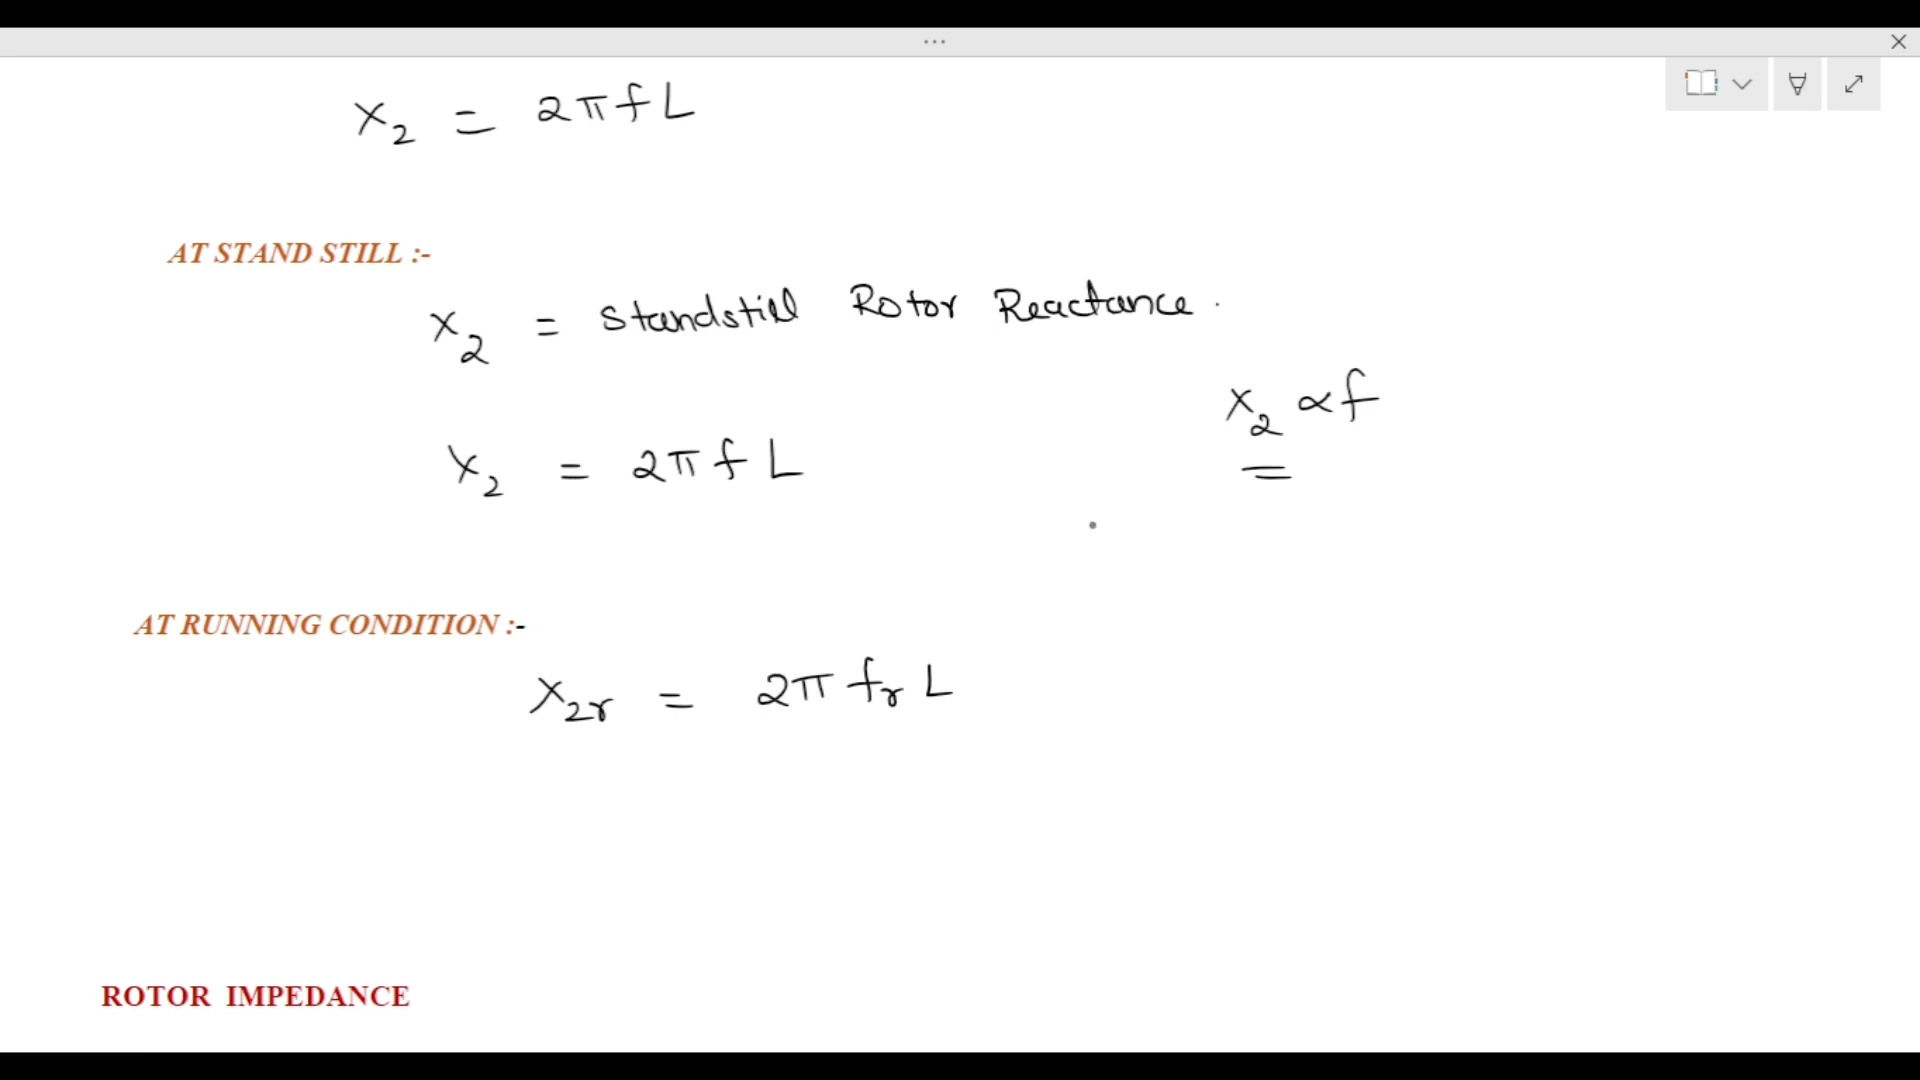 X₂ = 2πfL
AT STAND STILL :-
X₂ = Standstill Rotor Reactance.
X₂ ∝ f
X₂ = 2πfL
AT RUNNING CONDITION :-
X₂ᵣ = 2πfᵣL
ROTOR IMPEDANCE